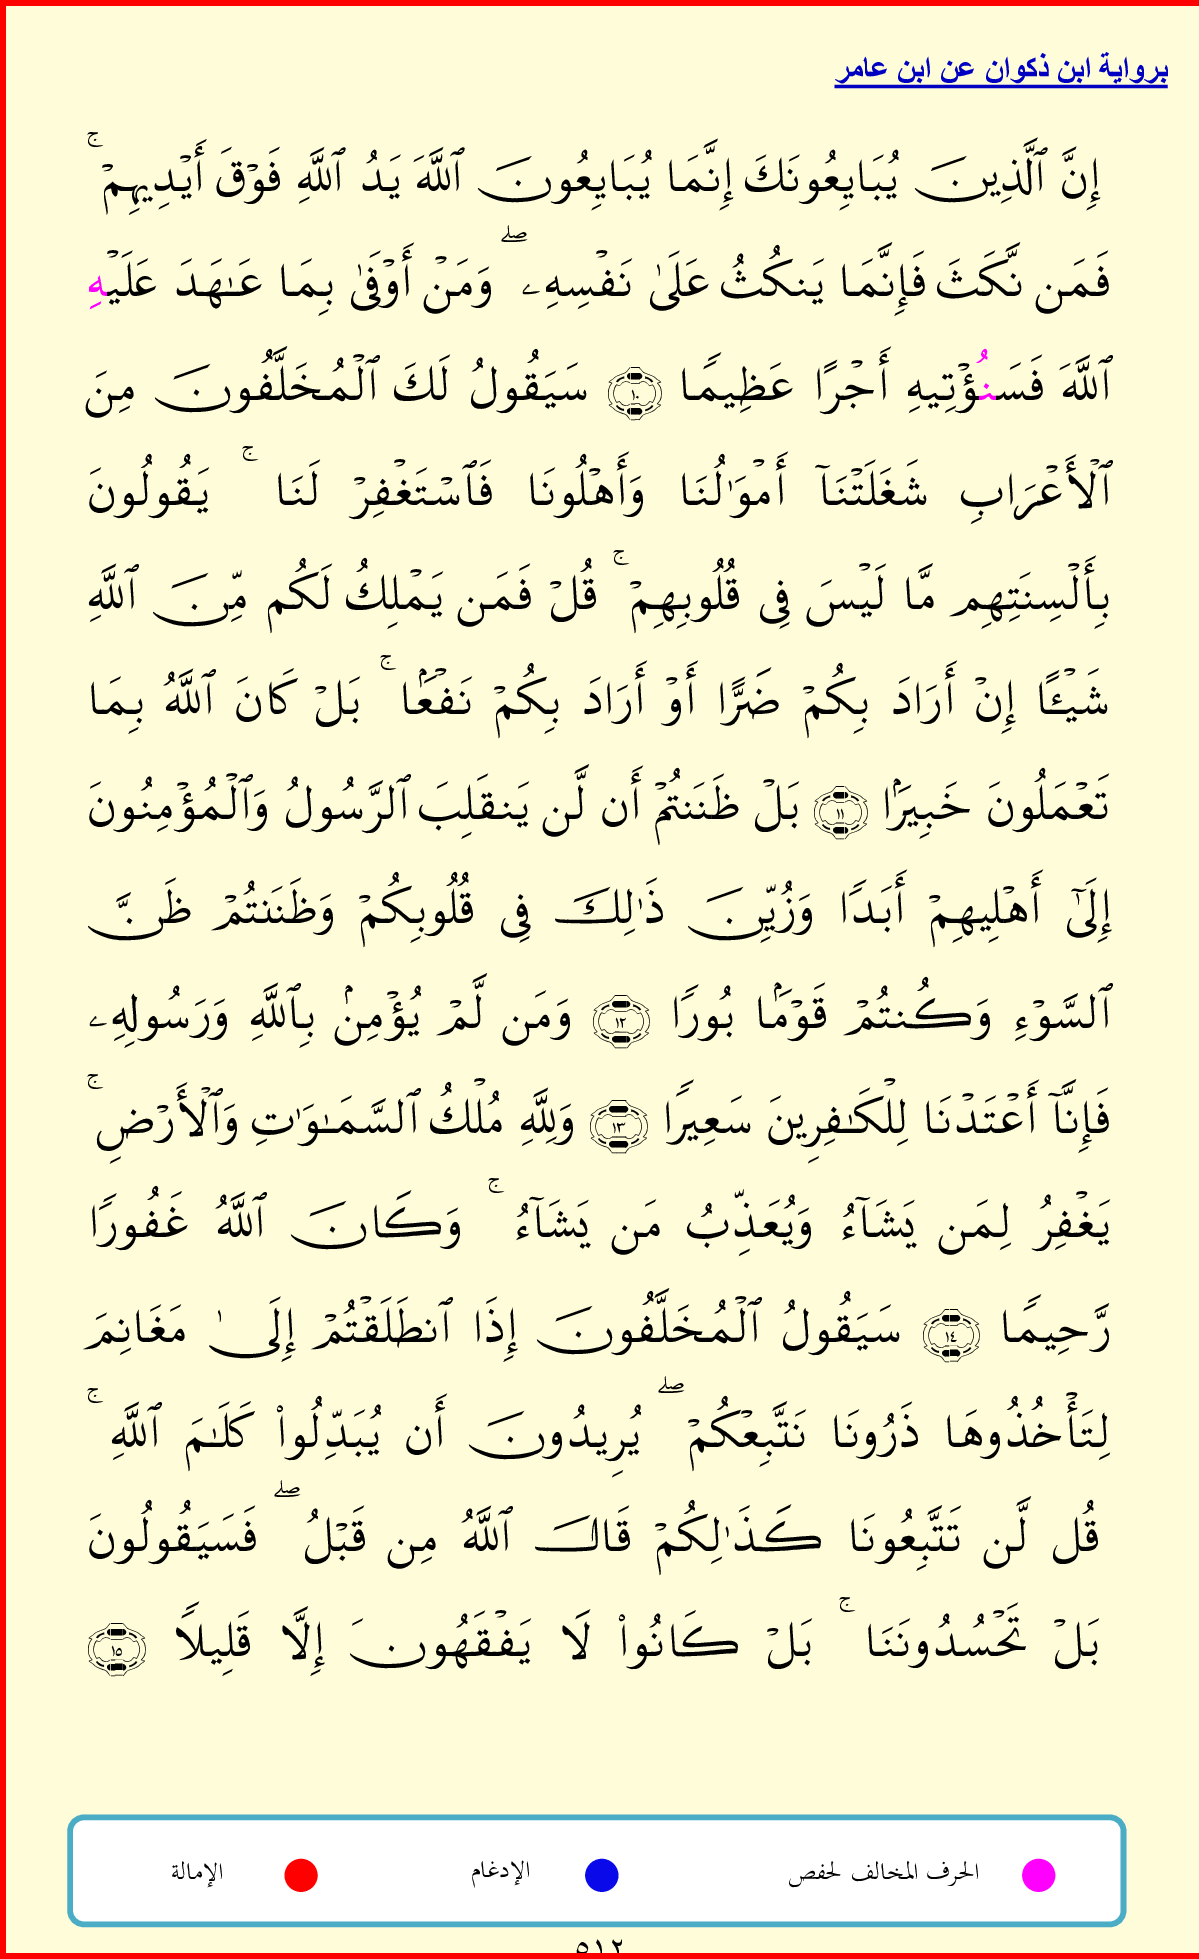 برواية ابن ذكوان عن ابن عامر
إِنَّ ٱلَّذِينَ يُبَايِعُونَكَ إِنَّمَا يُبَايِعُونَ ٱللَّهَ يَدُ ٱللَّهِ فَوْقَ أَيْدِيهِمْ ۚ
فَمَن نَّكَثَ فَإِنَّمَا يَنكُثُ عَلَىٰ نَفْسِهِۦ ۖ وَمَنْ أَوْفَىٰ بِمَا عَـٰهَدَ عَلَيْهِ
ٱللَّهَ فَسَنُؤْتِيهِ أَجْرًا عَظِيمًا ١٠ سَيَقُولُ لَكَ ٱلْمُخَلَّفُونَ مِنَ
ٱلْأَعْرَابِ شَغَلَتْنَآ أَمْوَٰلُنَا وَأَهْلُونَا فَٱسْتَغْفِرْ لَنَا ۚ يَقُولُونَ
بِأَلْسِنَتِهِم مَّا لَيْسَ فِى قُلُوبِهِمْ ۚ قُلْ فَمَن يَمْلِكُ لَكُم مِّنَ ٱللَّهِ
شَيْـًٔا إِنْ أَرَادَ بِكُمْ ضَرًّا أَوْ أَرَادَ بِكُمْ نَفْعًۢا ۚ بَلْ كَانَ ٱللَّهُ بِمَا
تَعْمَلُونَ خَبِيرًۢا ١١ بَلْ ظَنَنتُمْ أَن لَّن يَنقَلِبَ ٱلرَّسُولُ وَٱلْمُؤْمِنُونَ
إِلَىٰٓ أَهْلِيهِمْ أَبَدًا وَزُيِّنَ ذَٰلِكَ فِى قُلُوبِكُمْ وَظَنَنتُمْ ظَنَّ
ٱلسَّوْءِ وَكُنتُمْ قَوْمًۢا بُورًا ١٢ وَمَن لَّمْ يُؤْمِنۢ بِٱللَّهِ وَرَسُولِهِۦ
فَإِنَّآ أَعْتَدْنَا لِلْكَـٰفِرِينَ سَعِيرًا ١٣ وَلِلَّهِ مُلْكُ ٱلسَّمَـٰوَٰتِ وَٱلْأَرْضِ ۚ
يَغْفِرُ لِمَن يَشَآءُ وَيُعَذِّبُ مَن يَشَآءُ ۚ وَكَانَ ٱللَّهُ غَفُورًا
رَّحِيمًا ١٤ سَيَقُولُ ٱلْمُخَلَّفُونَ إِذَا ٱنطَلَقْتُمْ إِلَىٰ مَغَانِمَ
لِتَأْخُذُوهَا ذَرُونَا نَتَّبِعْكُمْ ۖ يُرِيدُونَ أَن يُبَدِّلُوا۟ كَلَـٰمَ ٱللَّهِ ۚ
قُل لَّن تَتَّبِعُونَا كَذَٰلِكُمْ قَالَ ٱللَّهُ مِن قَبْلُ ۖ فَسَيَقُولُونَ
بَلْ تَحْسُدُونَنَا ۚ بَلْ كَانُوا۟ لَا يَفْقَهُونَ إِلَّا قَلِيلًا ١٥
الحرف المخالف لحفص الإدغام الإمالة
٥١٢